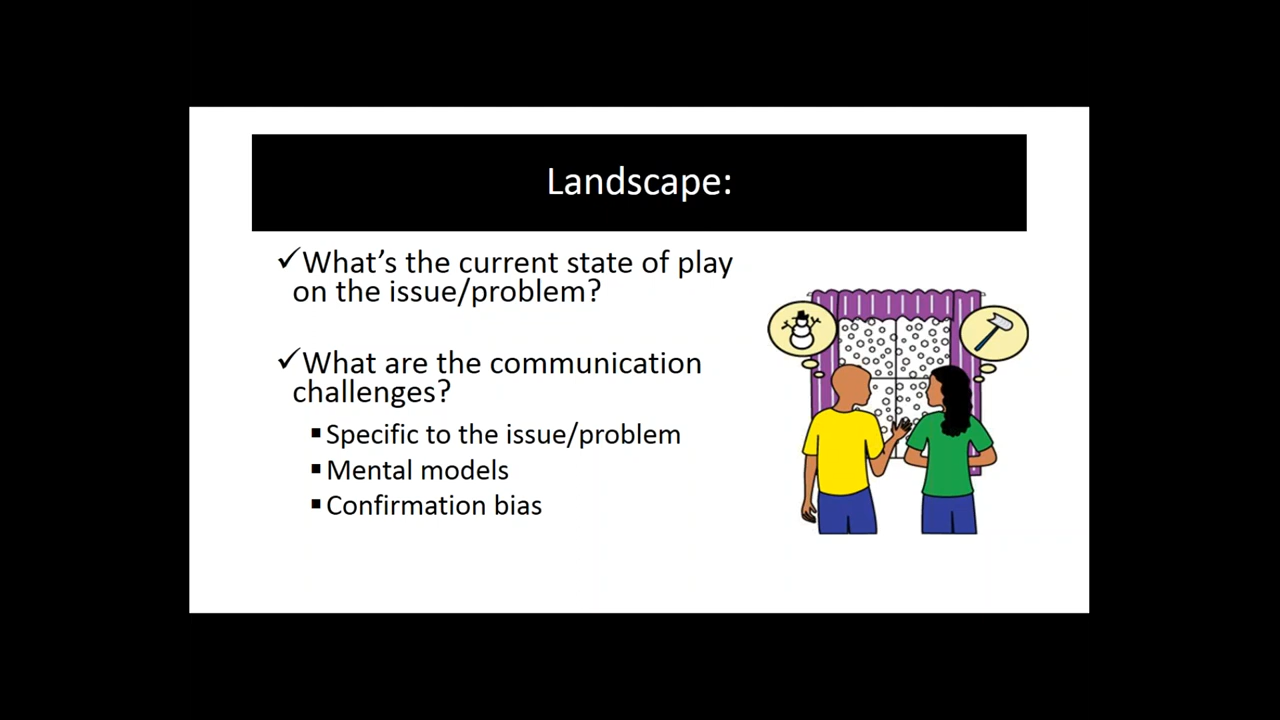 Landscape:
✓What's the current state of play
on the issue/problem?
✓What are the communication
challenges?
▪Specific to the issue/problem
▪Mental models
▪Confirmation bias